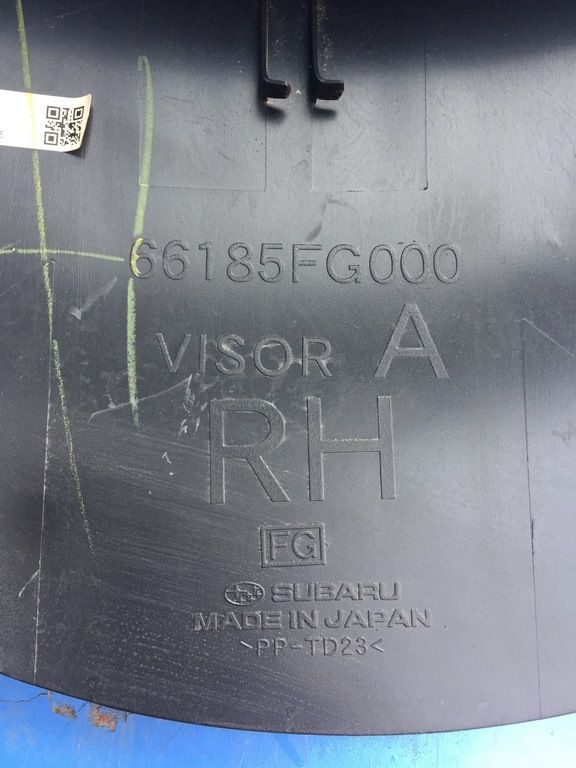 66185FG000
VISOR A
RH
FG
SUBARU
MADE IN JAPAN
>PP-TD23<